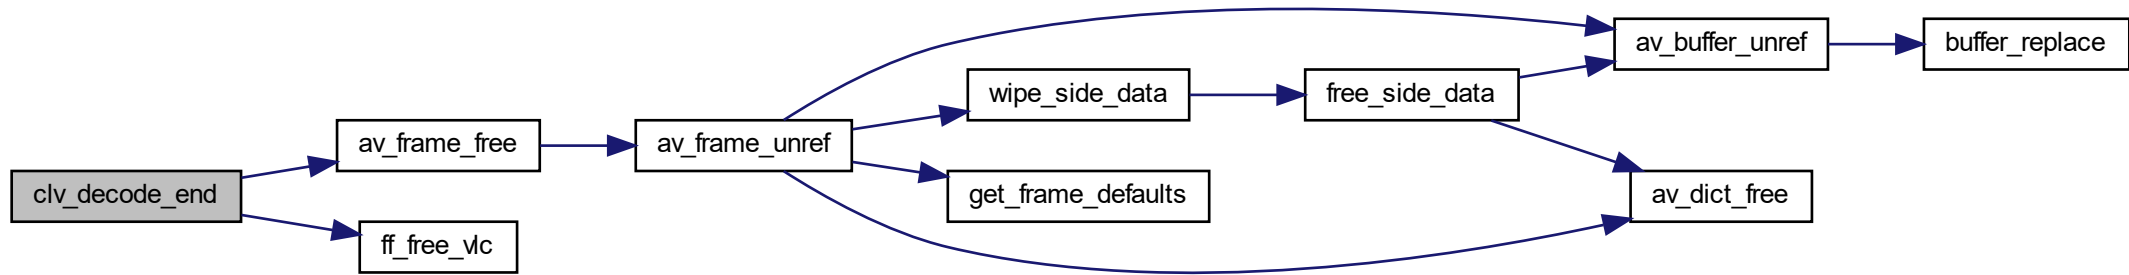 clv_decode_end
av_frame_free
ff_free_vlc
av_frame_unref
wipe_side_data
get_frame_defaults
free_side_data
av_buffer_unref
av_dict_free
buffer_replace